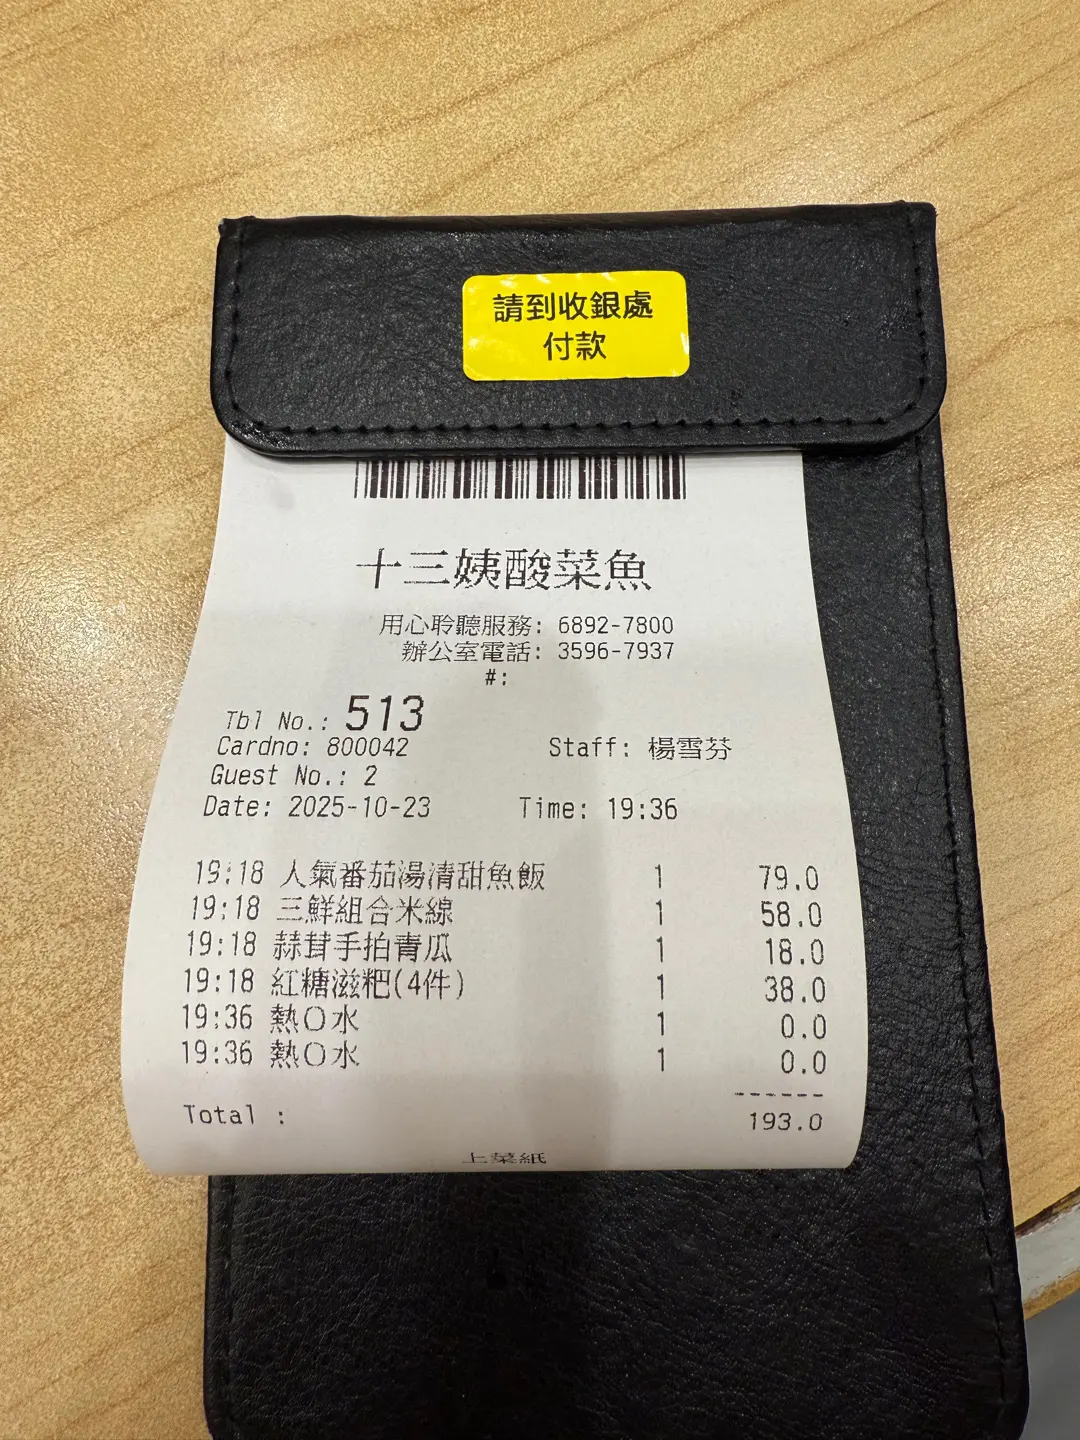 請到收銀處
付款
十三姨酸菜魚
用心聆聽服務: 6892-7800
辦公室電話: 3596-7937
#:
Tbl No.: 513
Cardno: 800042 Staff: 楊雪芬
Guest No.: 2
Date: 2025-10-23 Time: 19:36
19:18 人氣番茄湯清甜魚飯 1 79.0
19:18 三鮮組合米線 1 58.0
19:18 蒜茸手拍青瓜 1 18.0
19:18 紅糖滋粑(4件) 1 38.0
19:36 熱〇水 1 0.0
19:36 熱〇水 1 0.0
------
Total : 193.0
上菜紙